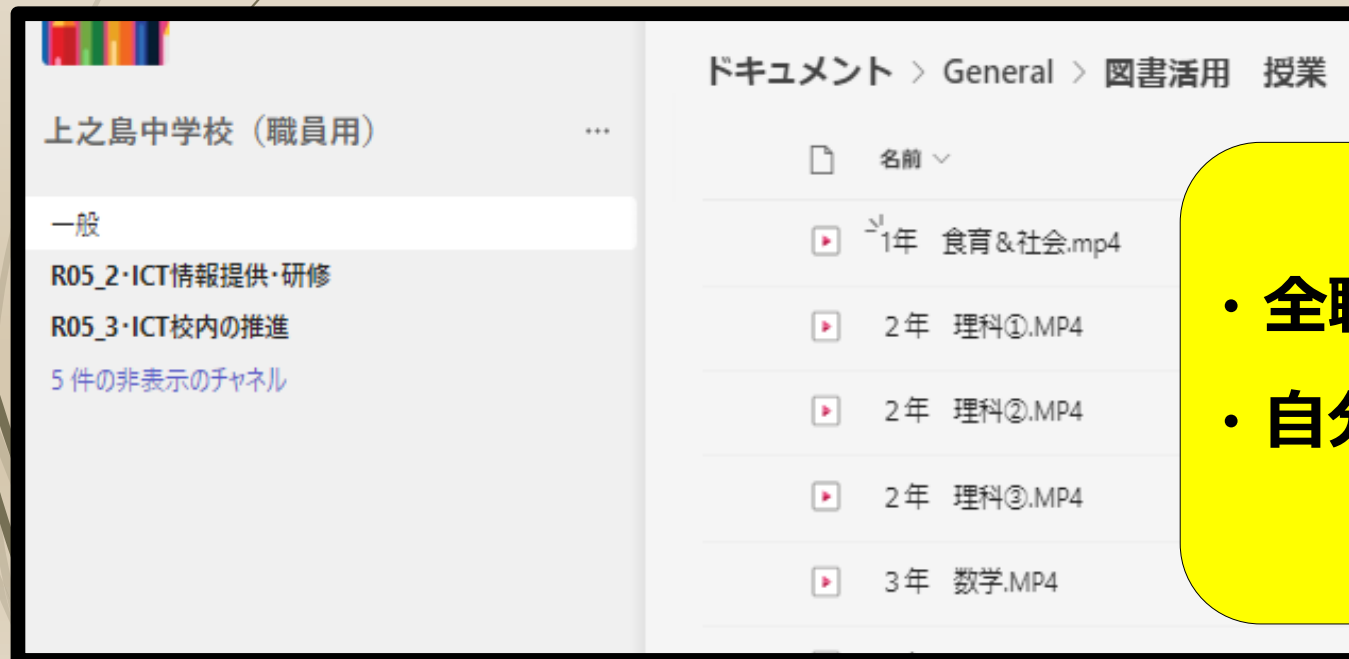 上之島中学校（職員用）
…
一般
R05_2･ICT情報提供･研修
R05_3･ICT校内の推進
5 件の非表示のチャネル
ドキュメント > General > 図書活用　授業
名前
1年　食育&社会.mp4
２年　理科①.MP4
２年　理科②.MP4
２年　理科③.MP4
３年　数学.MP4
・全
・自